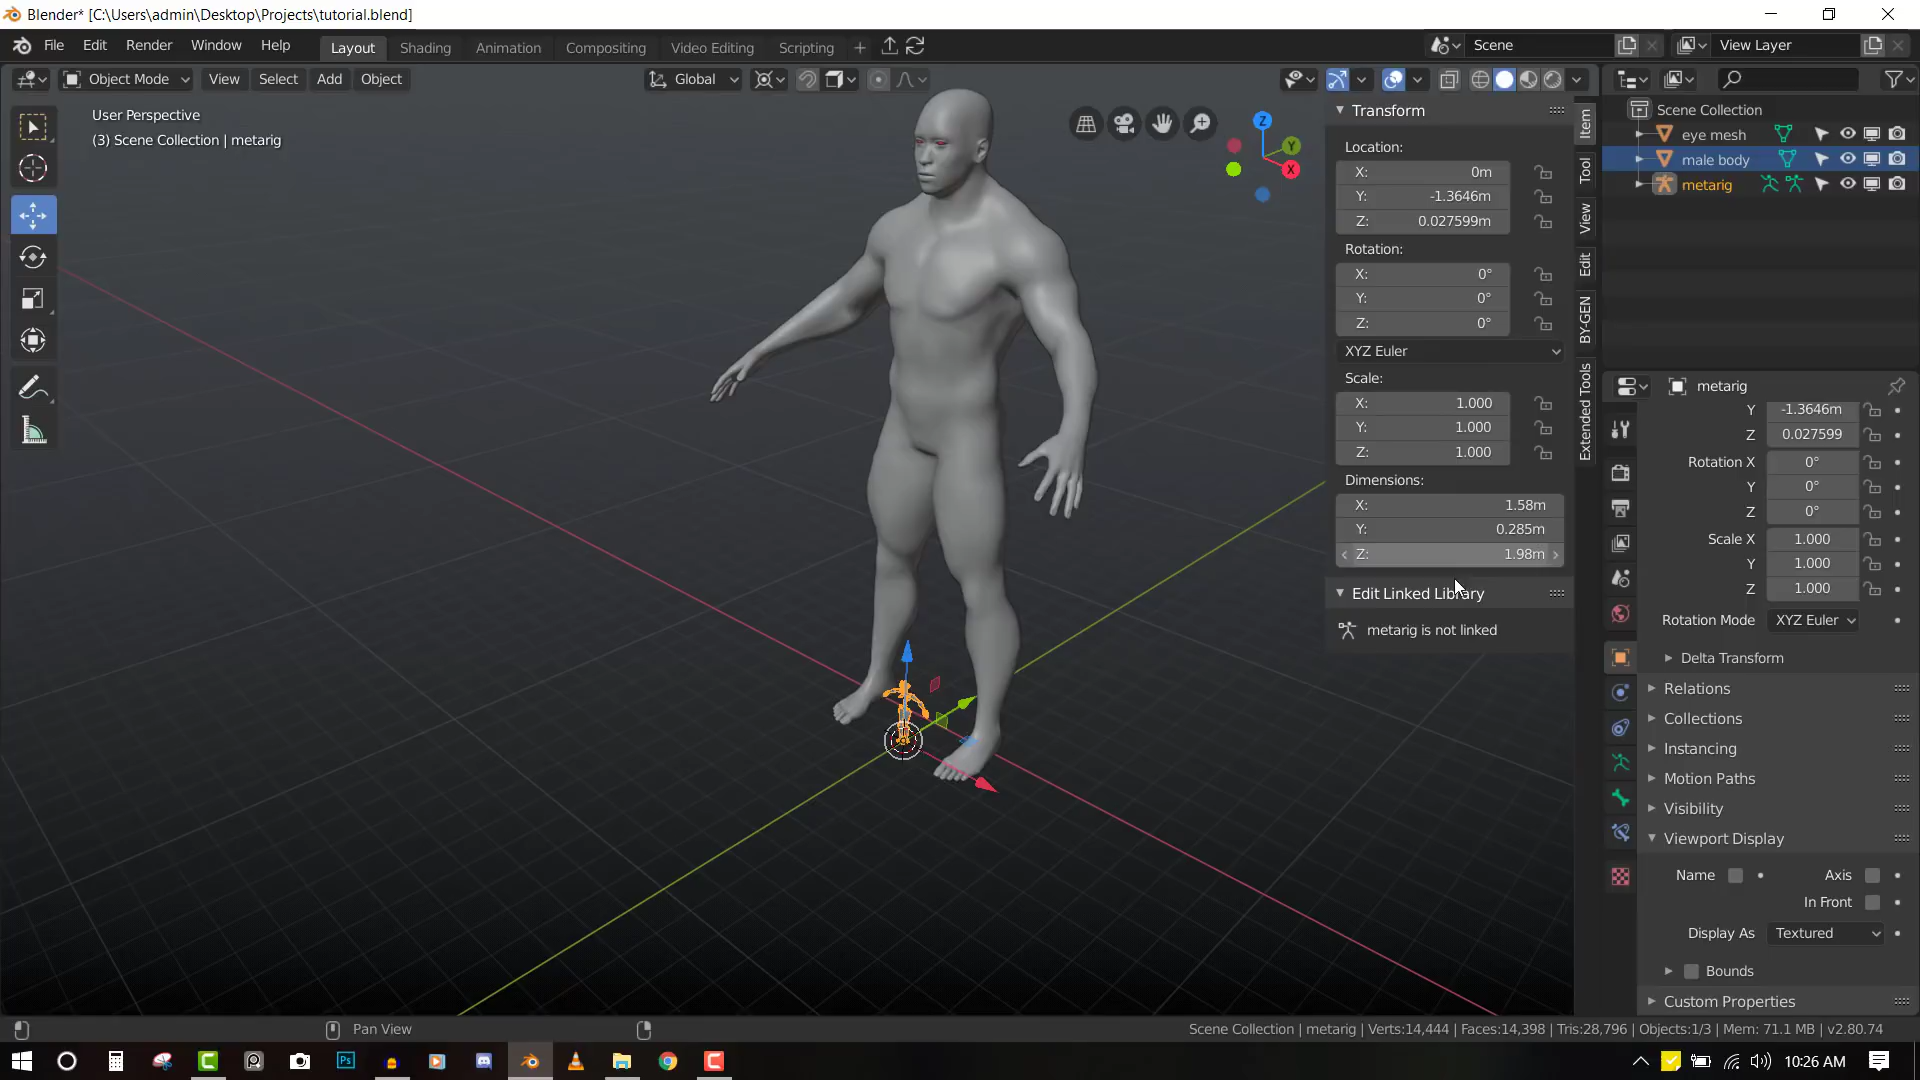 Blender* [C:\Users\admin\Desktop\Projects\tutorial.blend]
File Edit Render Window Help Layout Shading Animation Compositing Video Editing Scripting + Scene View Layer
Object Mode View Select Add Object Global
User Perspective
(3) Scene Collection | metarig
Transform
Location:
X: 0m
Y: -1.3646m
Z: 0.027599m
Rotation:
X: 0°
Y: 0°
Z: 0°
XYZ Euler
Scale:
X: 1.000
Y: 1.000
Z: 1.000
Dimensions:
X: 1.58m
Y: 0.285m
Z: 1.98m
Edit Linked Library
metarig is not linked
Item
Tool
View
Edit
BY-GEN
Extended Tools
X
Y
Z
Scene Collection
eye mesh
male body
metarig
metarig
Y -1.3646m
Z 0.027599
Rotation X 0°
Y 0°
Z 0°
Scale X 1.000
Y 1.000
Z 1.000
Rotation Mode XYZ Euler
Delta Transform
Relations
Collections
Instancing
Motion Paths
Visibility
Viewport Display
Name Axis
In Front
Display As Textured
Bounds
Custom Properties
Pan View
Scene Collection | metarig | Verts:14,444 | Faces:14,398 | Tris:28,796 | Objects:1/3 | Mem: 71.1 MB | v2.80.74
Ps
10:26 AM